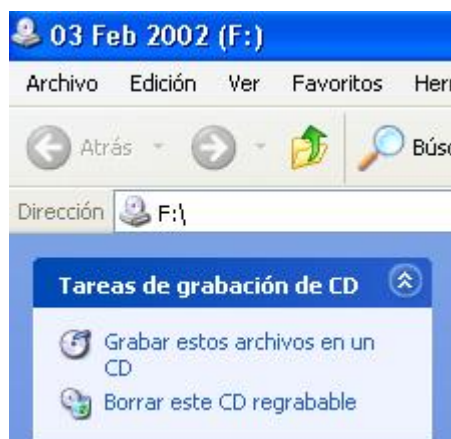 03 Feb 2002 (F:)
Archivo Edición Ver Favoritos
Atrás
Dirección F:\
Tareas de grabación de CD
Grabar estos archivos en un
CD
Borrar este CD regrabable